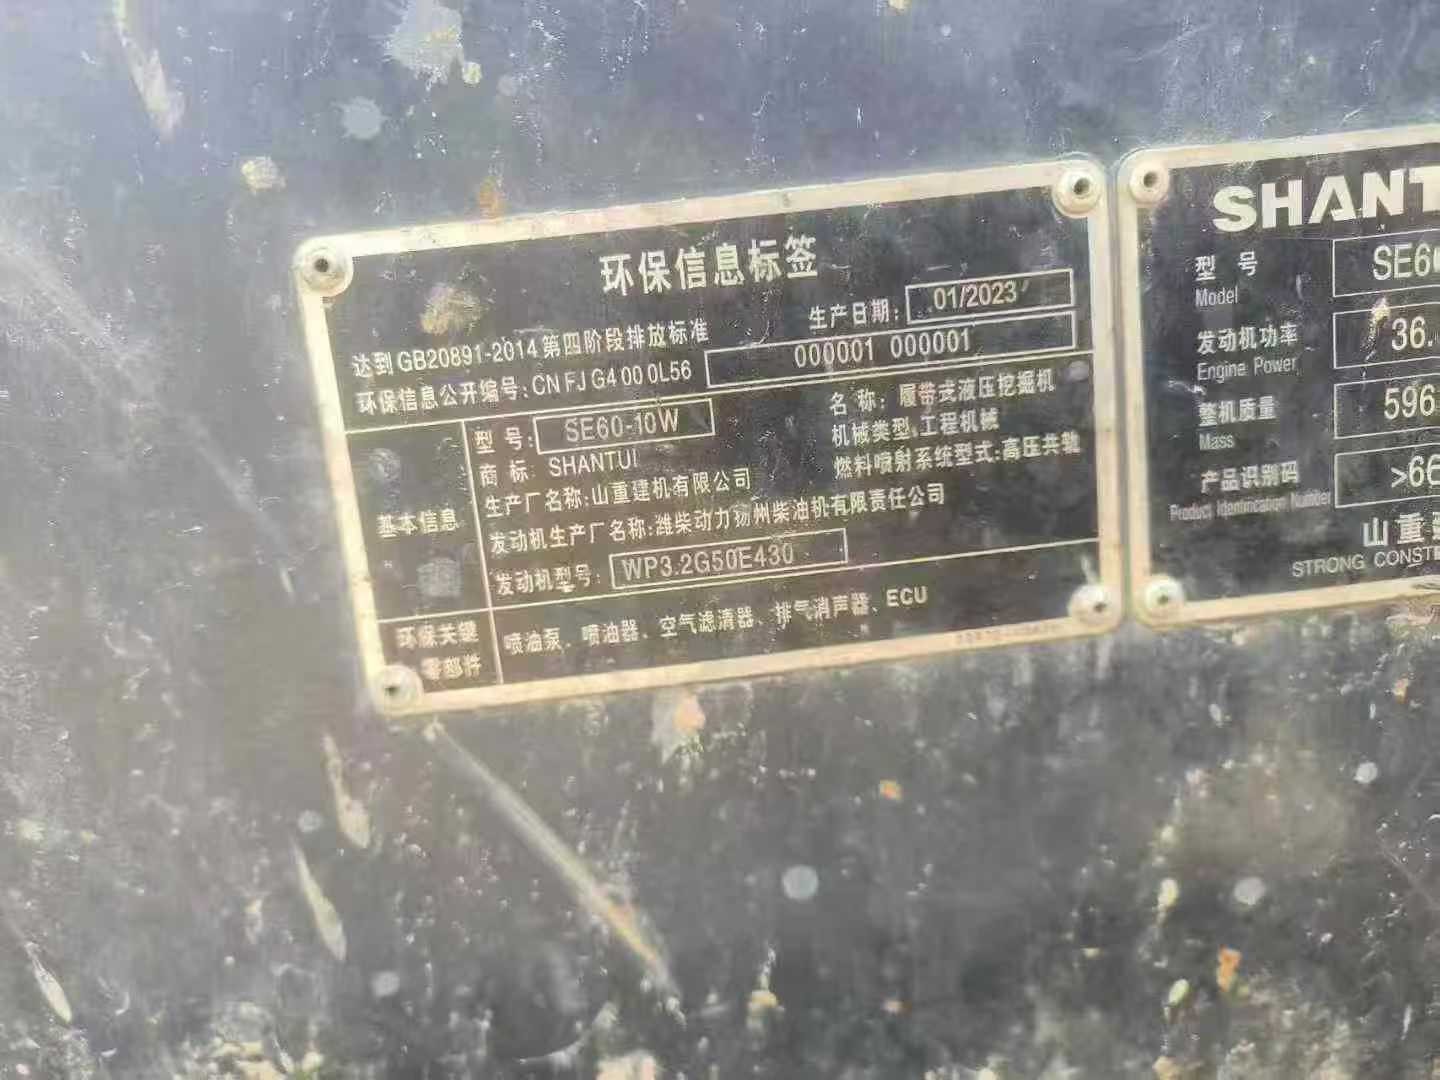 环保信息标签
达到GB20891-2014第四阶段排放标准
生产日期: 01/2023
环保信息公开编号:CN FJ G4 00 0L56 000001 000001
基本信息
型 号: SE60-10W
名 称: 履带式液压挖掘机
商 标: SHANTUI
机械类型:工程机械
生产厂名称:山重建机有限公司
燃料喷射系统型式:高压共轨
发动机生产厂名称:潍柴动力扬州柴油机有限责任公司
发动机型号: WP3.2G50E430
环保关键零部件
喷油泵、喷油器、空气滤清器、排气消声器、ECU
SHANT
型 号 SE6
Model
发动机功率 36.
Engine Power
整机质量 596
Mass
产品识别码 >66
Product Identification Number
山重
STRONG CONST